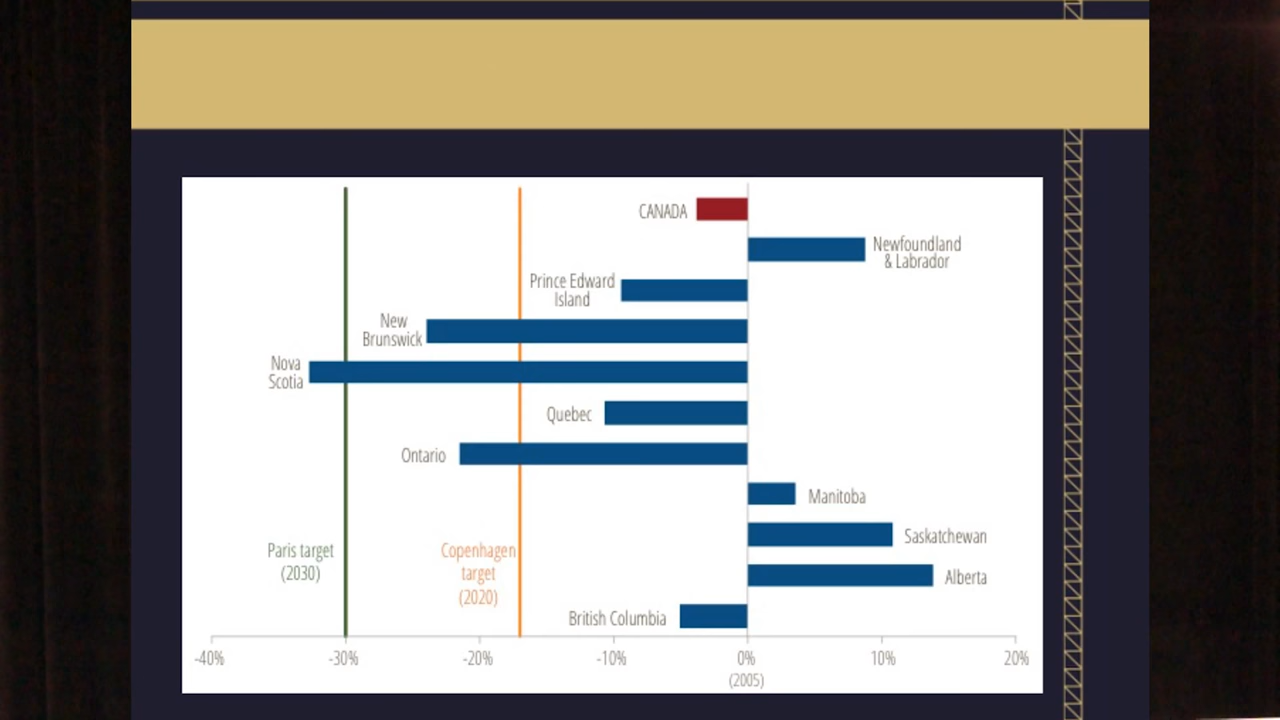 CANADA
Newfoundland
& Labrador
Prince Edward
Island
New
Brunswick
Nova
Scotia
Quebec
Ontario
Manitoba
Saskatchewan
Paris target
(2030)
Copenhagen
target
(2020)
Alberta
British Columbia
-40%
-30%
-20%
-10%
0%
10%
20%
(2005)